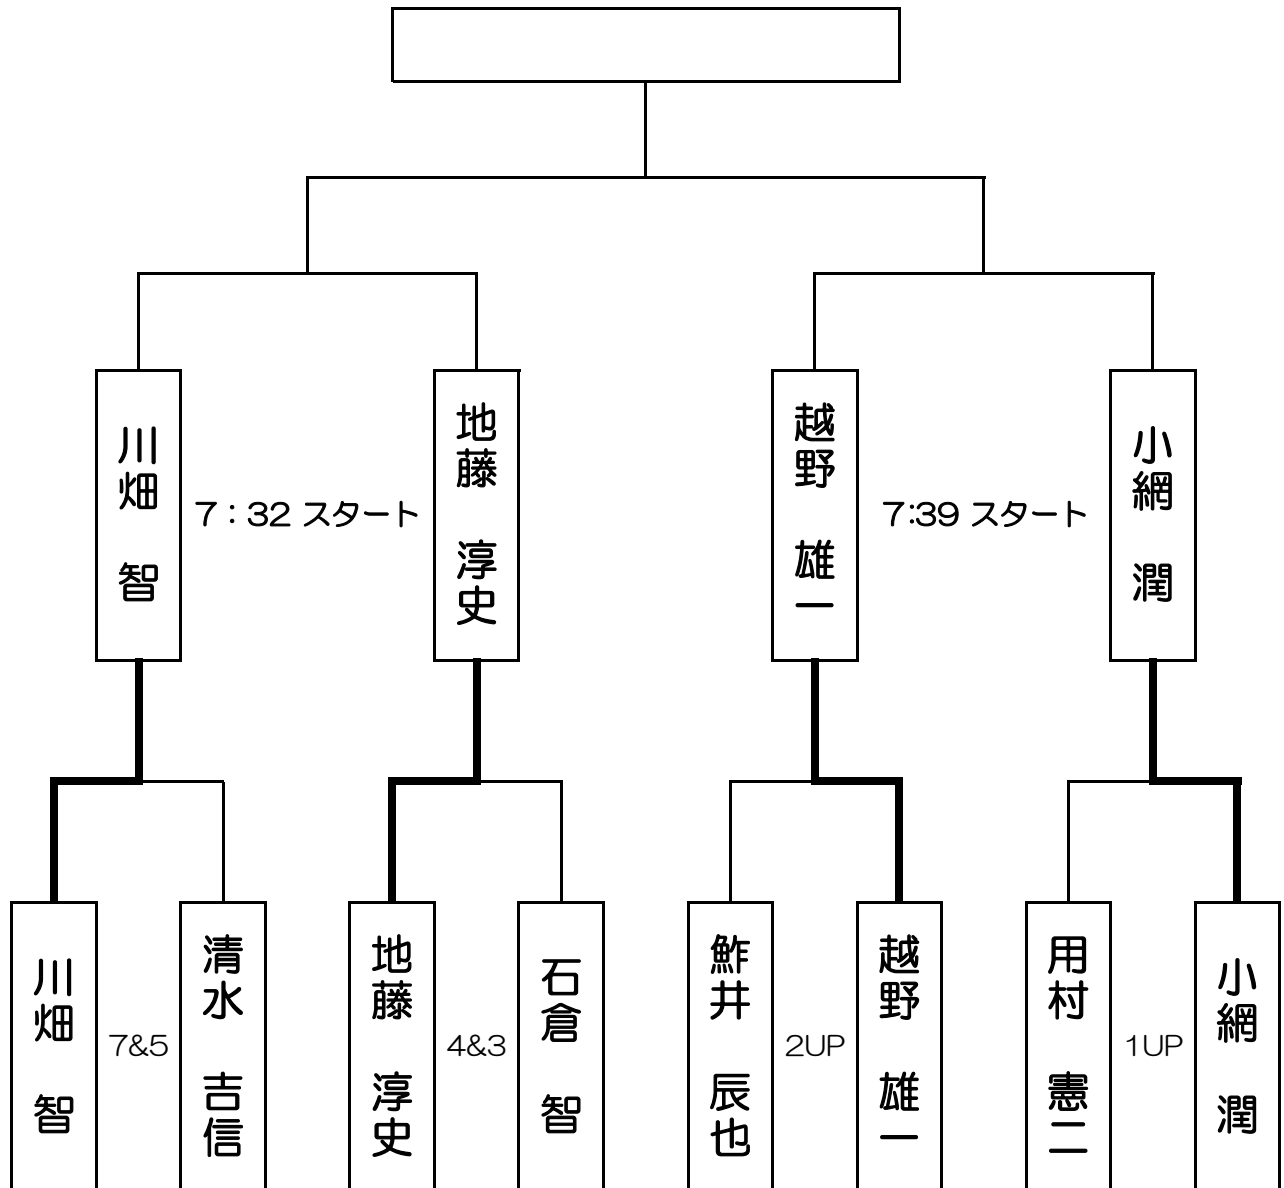 川畑　智
7：32 スタート
地藤　淳史
越野　雄一
7:39 スタート
小網　潤
川畑　智
7&5
清水　吉信
地藤　淳史
4&3
石倉　智
鮓井　辰也
2UP
越野　雄一
用村　憲二
1UP
小網　潤